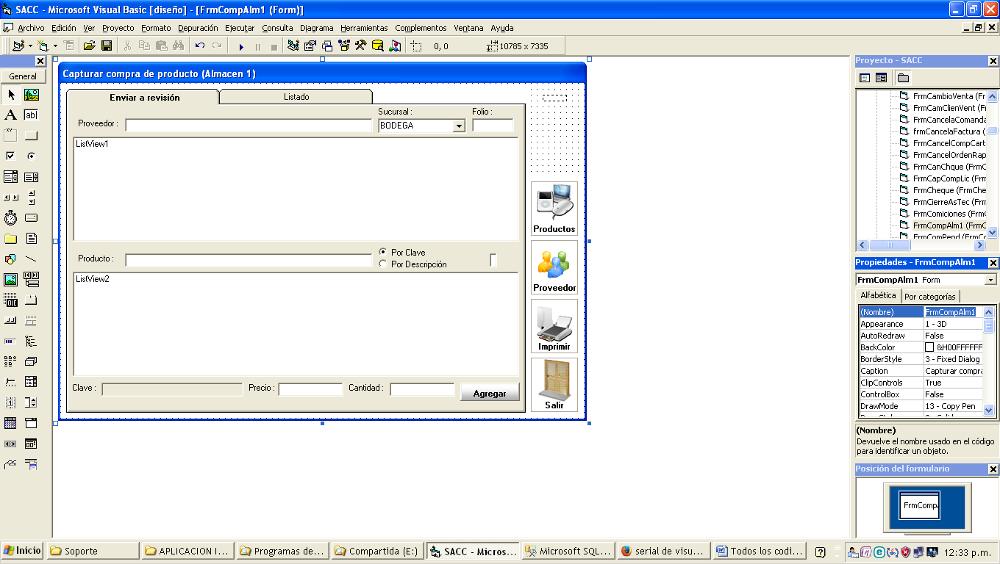 SACC - Microsoft Visual Basic [diseño] - [FrmCompAlm1 (Form)]
Archivo Edición Ver Proyecto Formato Depuración Ejecutar Consulta Diagrama Herramientas Complementos Ventana Ayuda
0, 0 10785 x 7335
General
A
ab|
xy
OLE
Capturar compra de producto (Almacen 1)
Enviar a revisión Listado
Proveedor :
Sucursal :
BODEGA
Folio :
ListView1
Producto :
Por Clave
Por Descripción
ListView2
Clave : Precio : Cantidad : Agregar
Productos
Proveedor
Imprimir
Salir
Proyecto - SACC
FrmCambioVenta (Fr
FrmCamClienVent (Fr
FrmCancelaComanda
frmCancelaFactura (
FrmCancelCompCart
FrmCancelOrdenRap
FrmCanChque (FrmC
FrmCapCompLic (Frm
FrmCheque (FrmChe
FrmCierreAsTec (Frm
FrmComiciones (FrmC
FrmCompAlm1 (FrmC
FrmComPend (FrmCo
Propiedades - FrmCompAlm1
FrmCompAlm1 Form
Alfabética Por categorías
(Nombre) FrmCompAlm1
Appearance 1 - 3D
AutoRedraw False
BackColor &H00FFFFFF
BorderStyle 3 - Fixed Dialog
Caption Capturar compra
ClipControls True
ControlBox False
DrawMode 13 - Copy Pen
(Nombre)
Devuelve el nombre usado en el código
para identificar un objeto.
Posición del formulario
FrmCompA
Inicio Soporte APLICACION I... Programas de... Compartida (E:) SACC - Micros... Microsoft SQL... serial de visu... Todos los codi... 12:33 p.m.